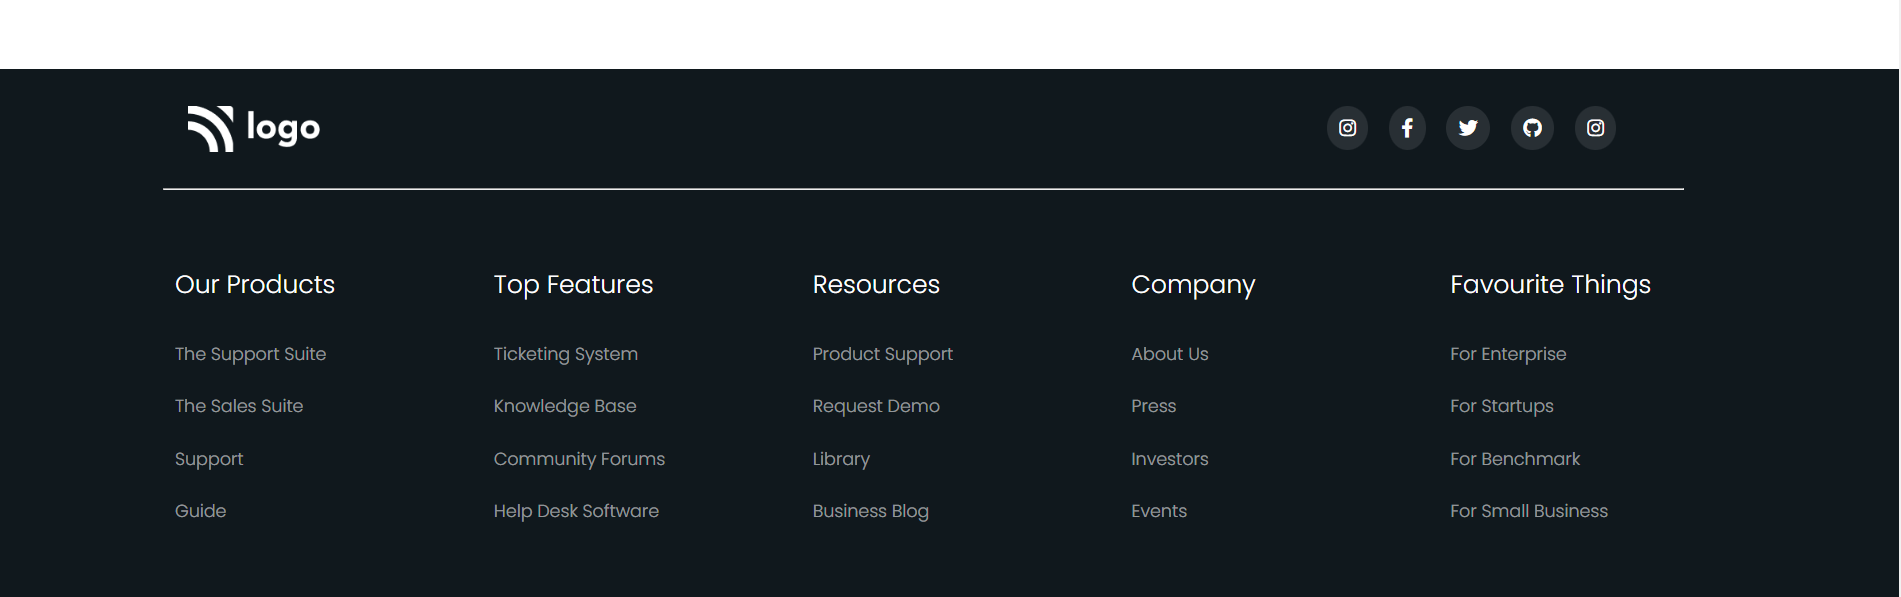 logo
Our Products
Top Features
Resources
Company
Favourite Things
The Support Suite
Ticketing System
Product Support
About Us
For Enterprise
The Sales Suite
Knowledge Base
Request Demo
Press
For Startups
Support
Community Forums
Library
Investors
For Benchmark
Guide
Help Desk Software
Business Blog
Events
For Small Business